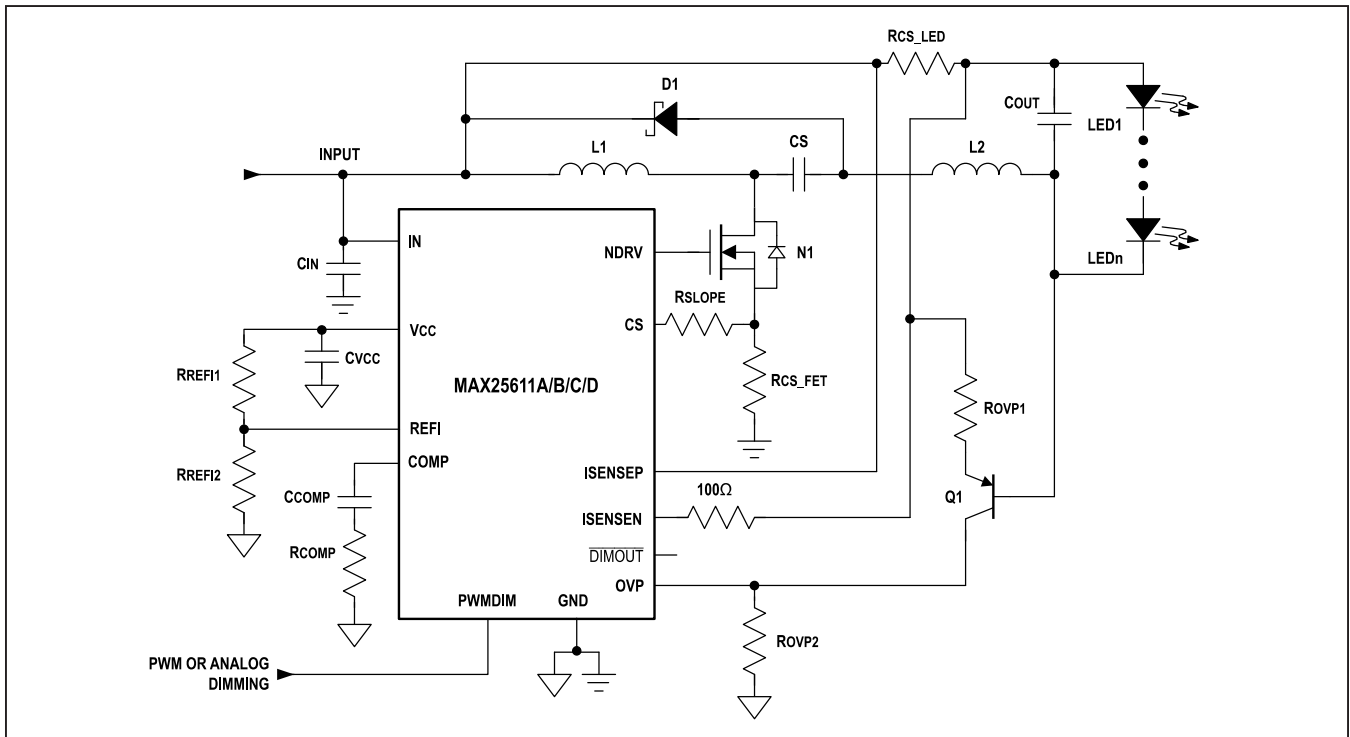 RCS_LED
D1
COUT
LED1
INPUT
L1
CS
L2
IN
NDRV
N1
LEDn
CIN
RSLOPE
CS
VCC
CVCC
RREFI1
MAX25611A/B/C/D
RCS_FET
ROVP1
REFI
COMP
ISENSEP
RREFI2
CCOMP
100Ω
Q1
ISENSEN
RCOMP
DIMOUT
OVP
PWMDIM
GND
ROVP2
PWM OR ANALOG
DIMMING